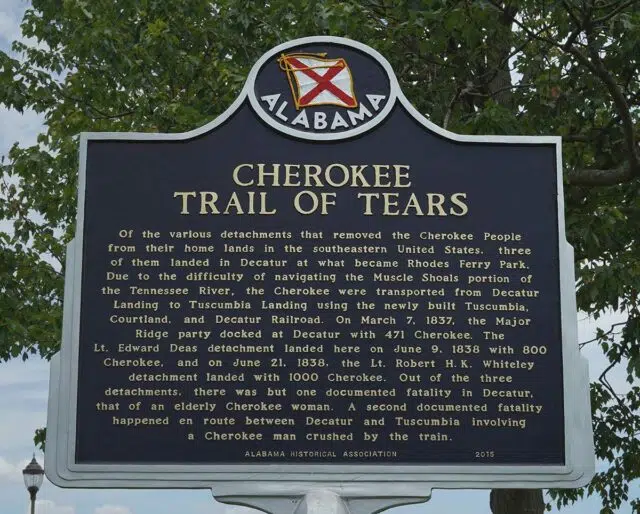 ALABAMA
CHEROKEE
TRAIL OF TEARS
Of the various detachments that removed the Cherokee People
from their home lands in the southeastern United States, three
of them landed in Decatur at what became Rhodes Ferry Park.
Due to the difficulty of navigating the Muscle Shoals portion of
the Tennessee River, the Cherokee were transported from Decatur
Landing to Tuscumbia Landing using the newly built Tuscumbia,
Courtland, and Decatur Railroad. On March 7, 1837, the Major
Ridge party docked at Decatur with 471 Cherokee. The
Lt. Edward Deas detachment landed here on June 9, 1838 with 800
Cherokee, and on June 21, 1838, the Lt. Robert H.K. Whiteley
detachment landed with 1000 Cherokee. Out of the three
detachments, there was but one documented fatality in Decatur,
that of an elderly Cherokee woman. A second documented fatality
happened en route between Decatur and Tuscumbia involving
a Cherokee man crushed by the train.
ALABAMA HISTORICAL ASSOCIATION 2015